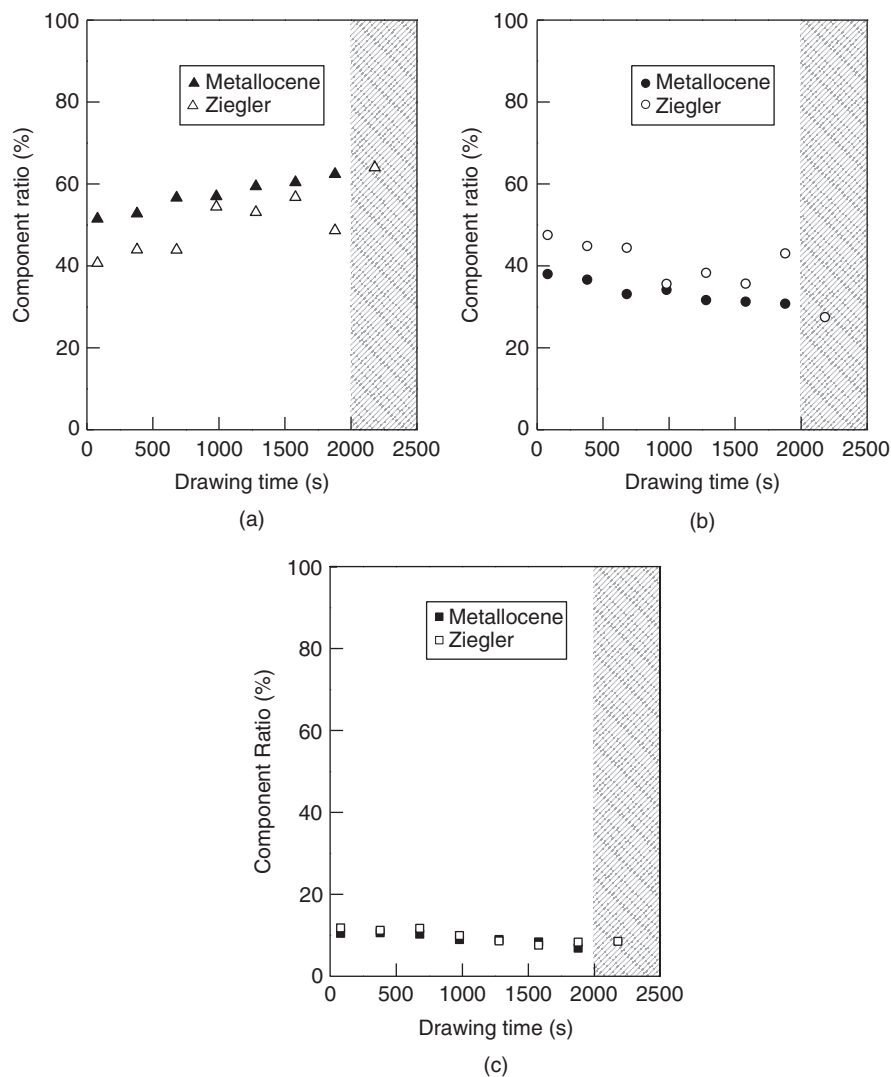 100
80
60
40
20
0
Component ratio (%)
Metallocene
Ziegler
0 500 1000 1500 2000 2500
Drawing time (s)
(a)
100
80
60
40
20
0
Component ratio (%)
Metallocene
Ziegler
0 500 1000 1500 2000 2500
Drawing time (s)
(b)
100
80
60
40
20
0
Component Ratio (%)
Metallocene
Ziegler
0 500 1000 1500 2000 2500
Drawing time (s)
(c)